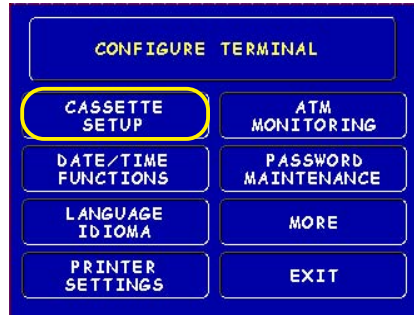 CONFIGURE TERMINAL
CASSETTE
SETUP
ATM
MONITORING
DATE/TIME
FUNCTIONS
PASSWORD
MAINTENANCE
LANGUAGE
IDIOMA
MORE
PRINTER
SETTINGS
EXIT